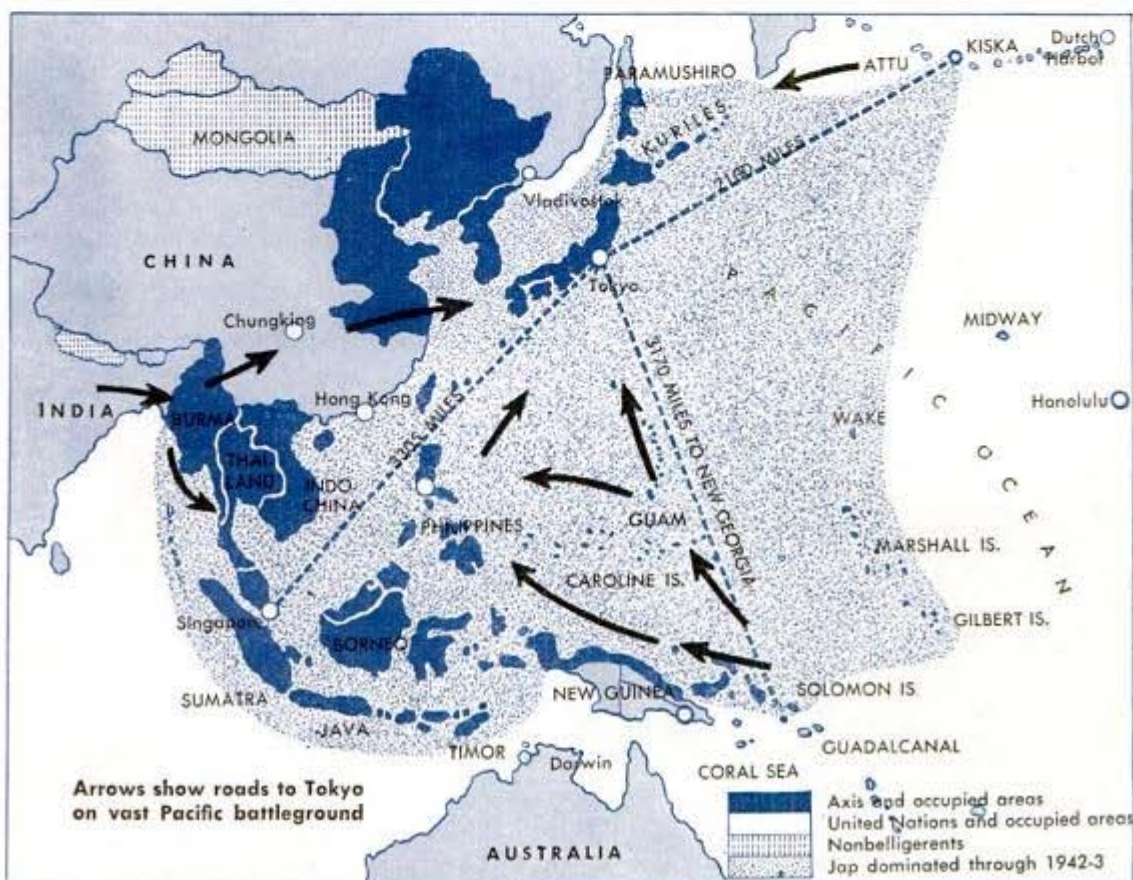 Dutch
Harbor
KISKA
ATTU
PARAMUSHIRO
MONGOLIA
KURILES
2100 MILES
Vladivostok
CHINA
Tokyo
PACIFIC OCEAN
Chungking
MIDWAY
3170 MILES TO NEW GEORGIA
INDIA
Hong Kong
Honolulu
BURMA
WAKE
MILES
THAI-
LAND
INDO-
CHINA
GUAM
PHILIPPINES
MARSHALL IS.
CAROLINE IS.
Singapore
GILBERT IS.
BORNEO
SUMATRA
NEW GUINEA
SOLOMON IS.
JAVA
GUADALCANAL
TIMOR
Darwin
CORAL SEA
Arrows show roads to Tokyo
on vast Pacific battleground
AUSTRALIA
Axis and occupied areas
United Nations and occupied areas
Nonbelligerents
Jap dominated through 1942-3